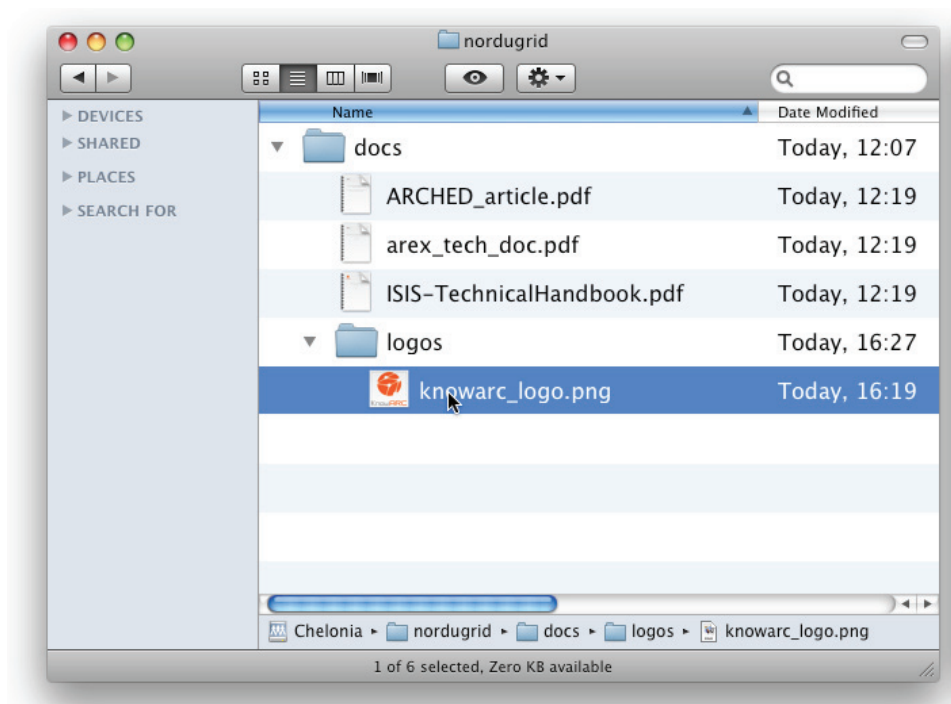 nordugrid
DEVICES
SHARED
PLACES
SEARCH FOR
Name Date Modified
docs Today, 12:07
ARCHED_article.pdf Today, 12:19
arex_tech_doc.pdf Today, 12:19
ISIS-TechnicalHandbook.pdf Today, 12:19
logos Today, 16:27
knowarc_logo.png Today, 16:19
Chelonia ▸ nordugrid ▸ docs ▸ logos ▸ knowarc_logo.png
1 of 6 selected, Zero KB available